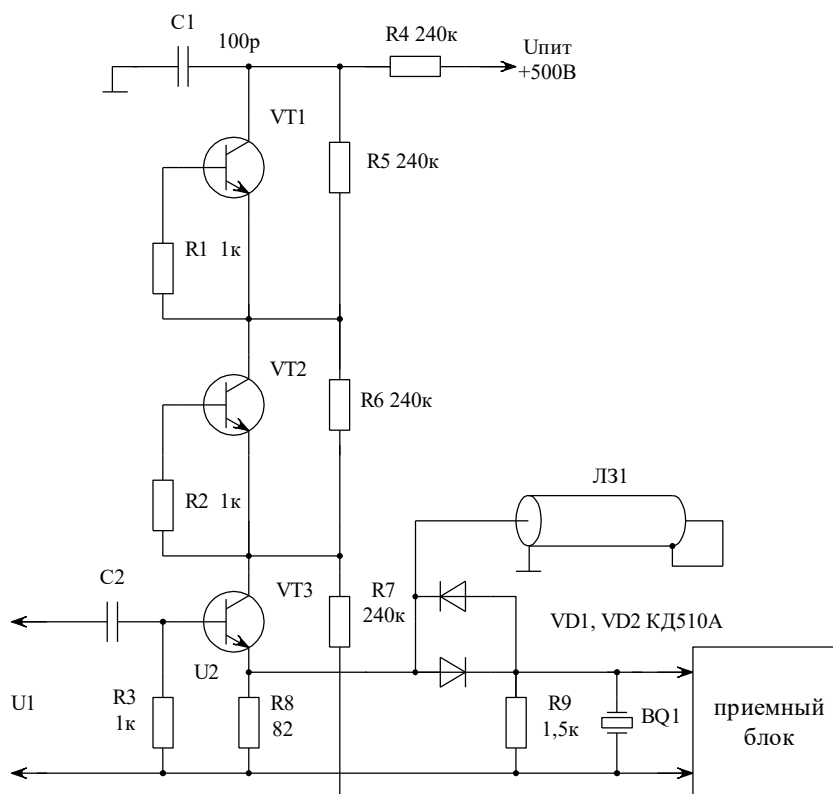 C1
100р
R4 240к
Uпит
+500В
VT1
R5 240к
R1 1к
VT2
R6 240к
R2 1к
ЛЗ1
C2
VT3
R7
240к
VD1, VD2 КД510А
U2
U1
R3
1к
R8
82
R9
1,5к
BQ1
приемный
блок